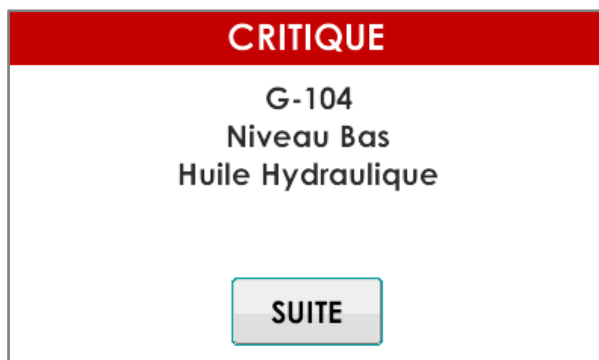 CRITIQUE
G-104
Niveau Bas
Huile Hydraulique
SUITE